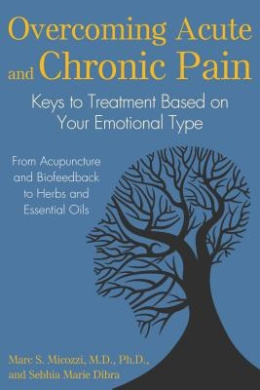 Overcoming Acute
and Chronic Pain
Keys to Treatment Based on
Your Emotional Type
From Acupuncture
and Biofeedback
to Herbs and
Essential Oils
Marc S. Micozzi, M.D., Ph.D.,
and Sebhia Marie Dibra